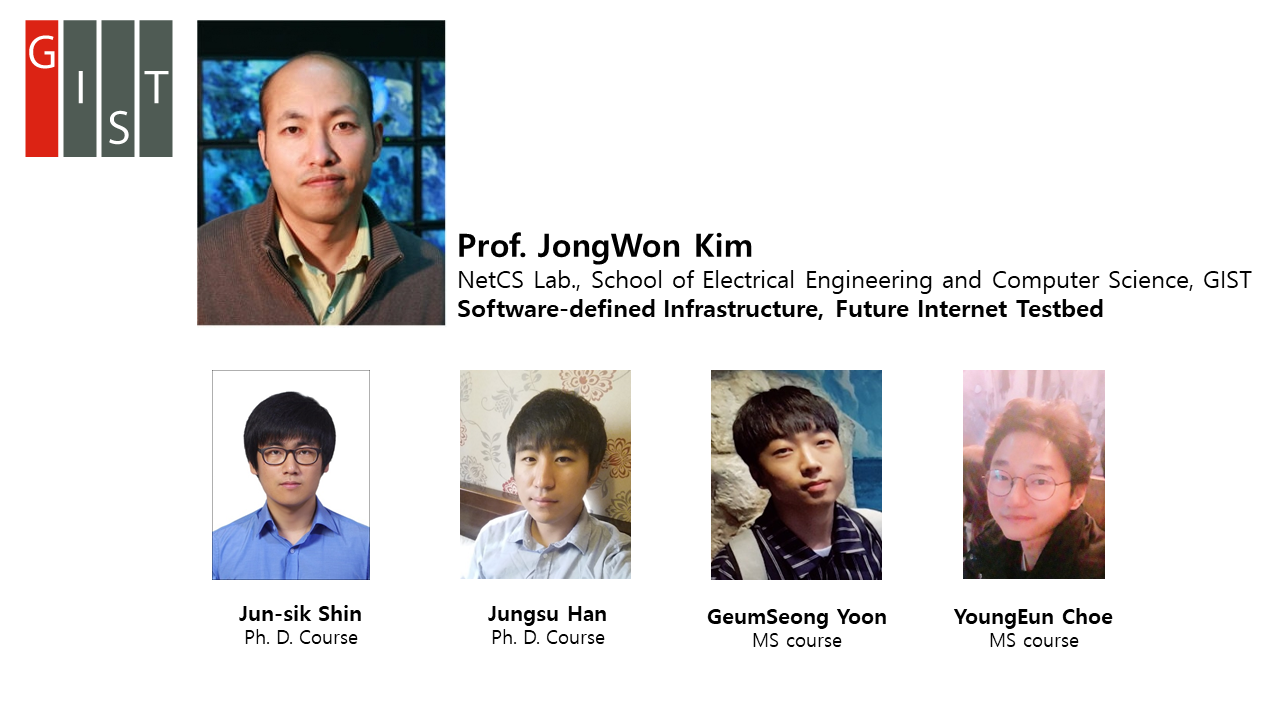 GIST
Prof. JongWon Kim
NetCS Lab., School of Electrical Engineering and Computer Science, GIST
Software-defined Infrastructure, Future Internet Testbed
Jun-sik Shin
Ph. D. Course
Jungsu Han
Ph. D. Course
GeumSeong Yoon
MS course
YoungEun Choe
MS course